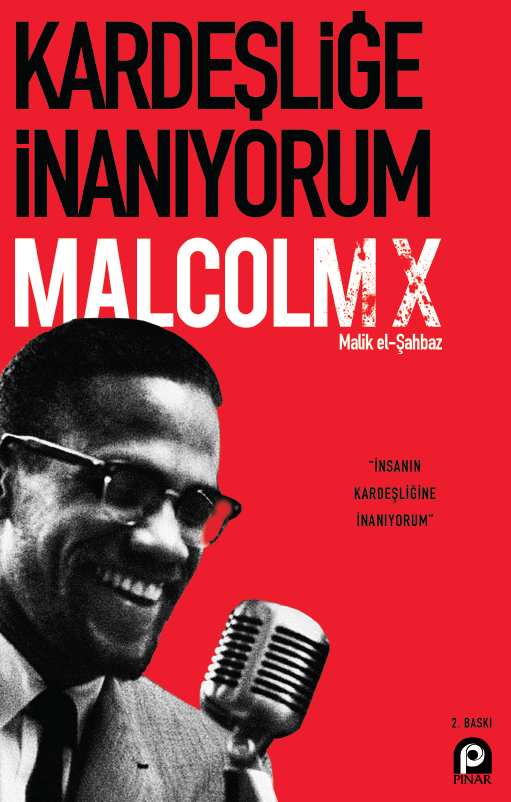 KARDEŞLİĞE
İNANIYORUM
MALCOLM X
Malik el-Şahbaz
“İNSANIN
KARDEŞLİĞİNE
İNANIYORUM”
2. BASKI
p
PINAR